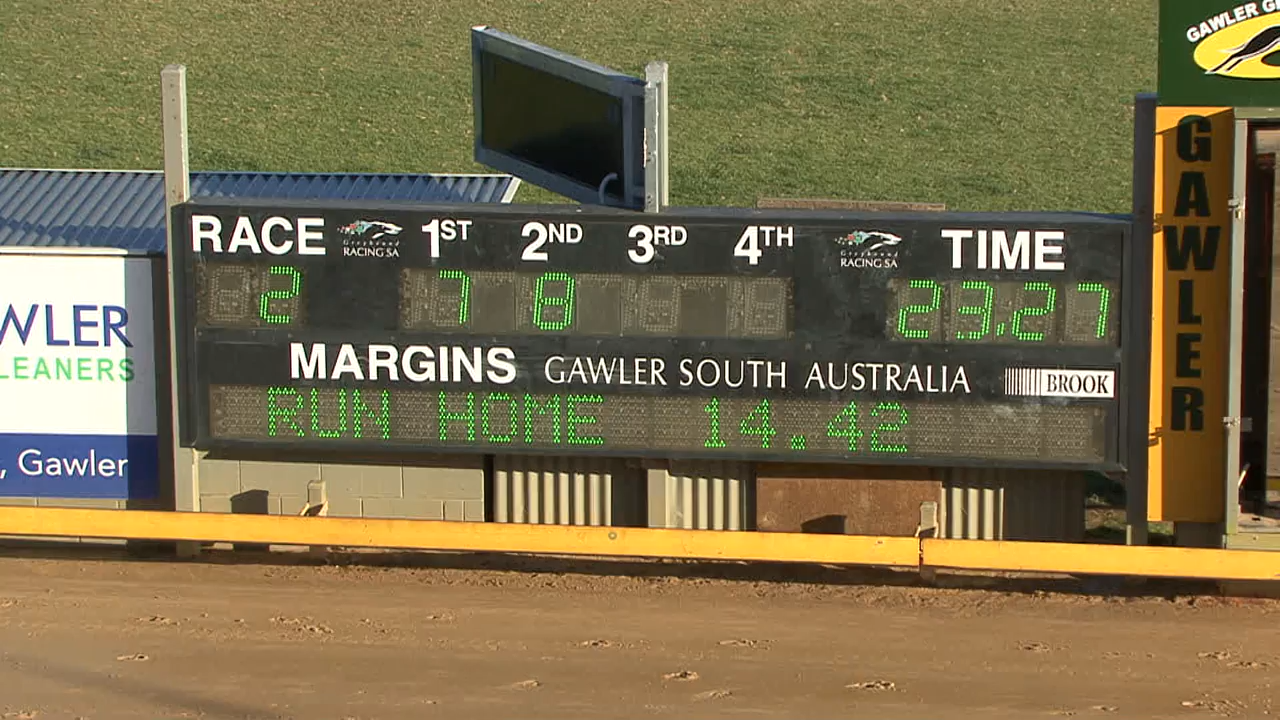 GAWLER
GAWLER
RACE
Greyhound
RACING SA
1ST 2ND 3RD 4TH
Greyhound
RACING SA
TIME
2 7 8 23.27
MARGINS GAWLER SOUTH AUSTRALIA BROOK
RUN HOME 14.42
WLER
LEANERS
, Gawler